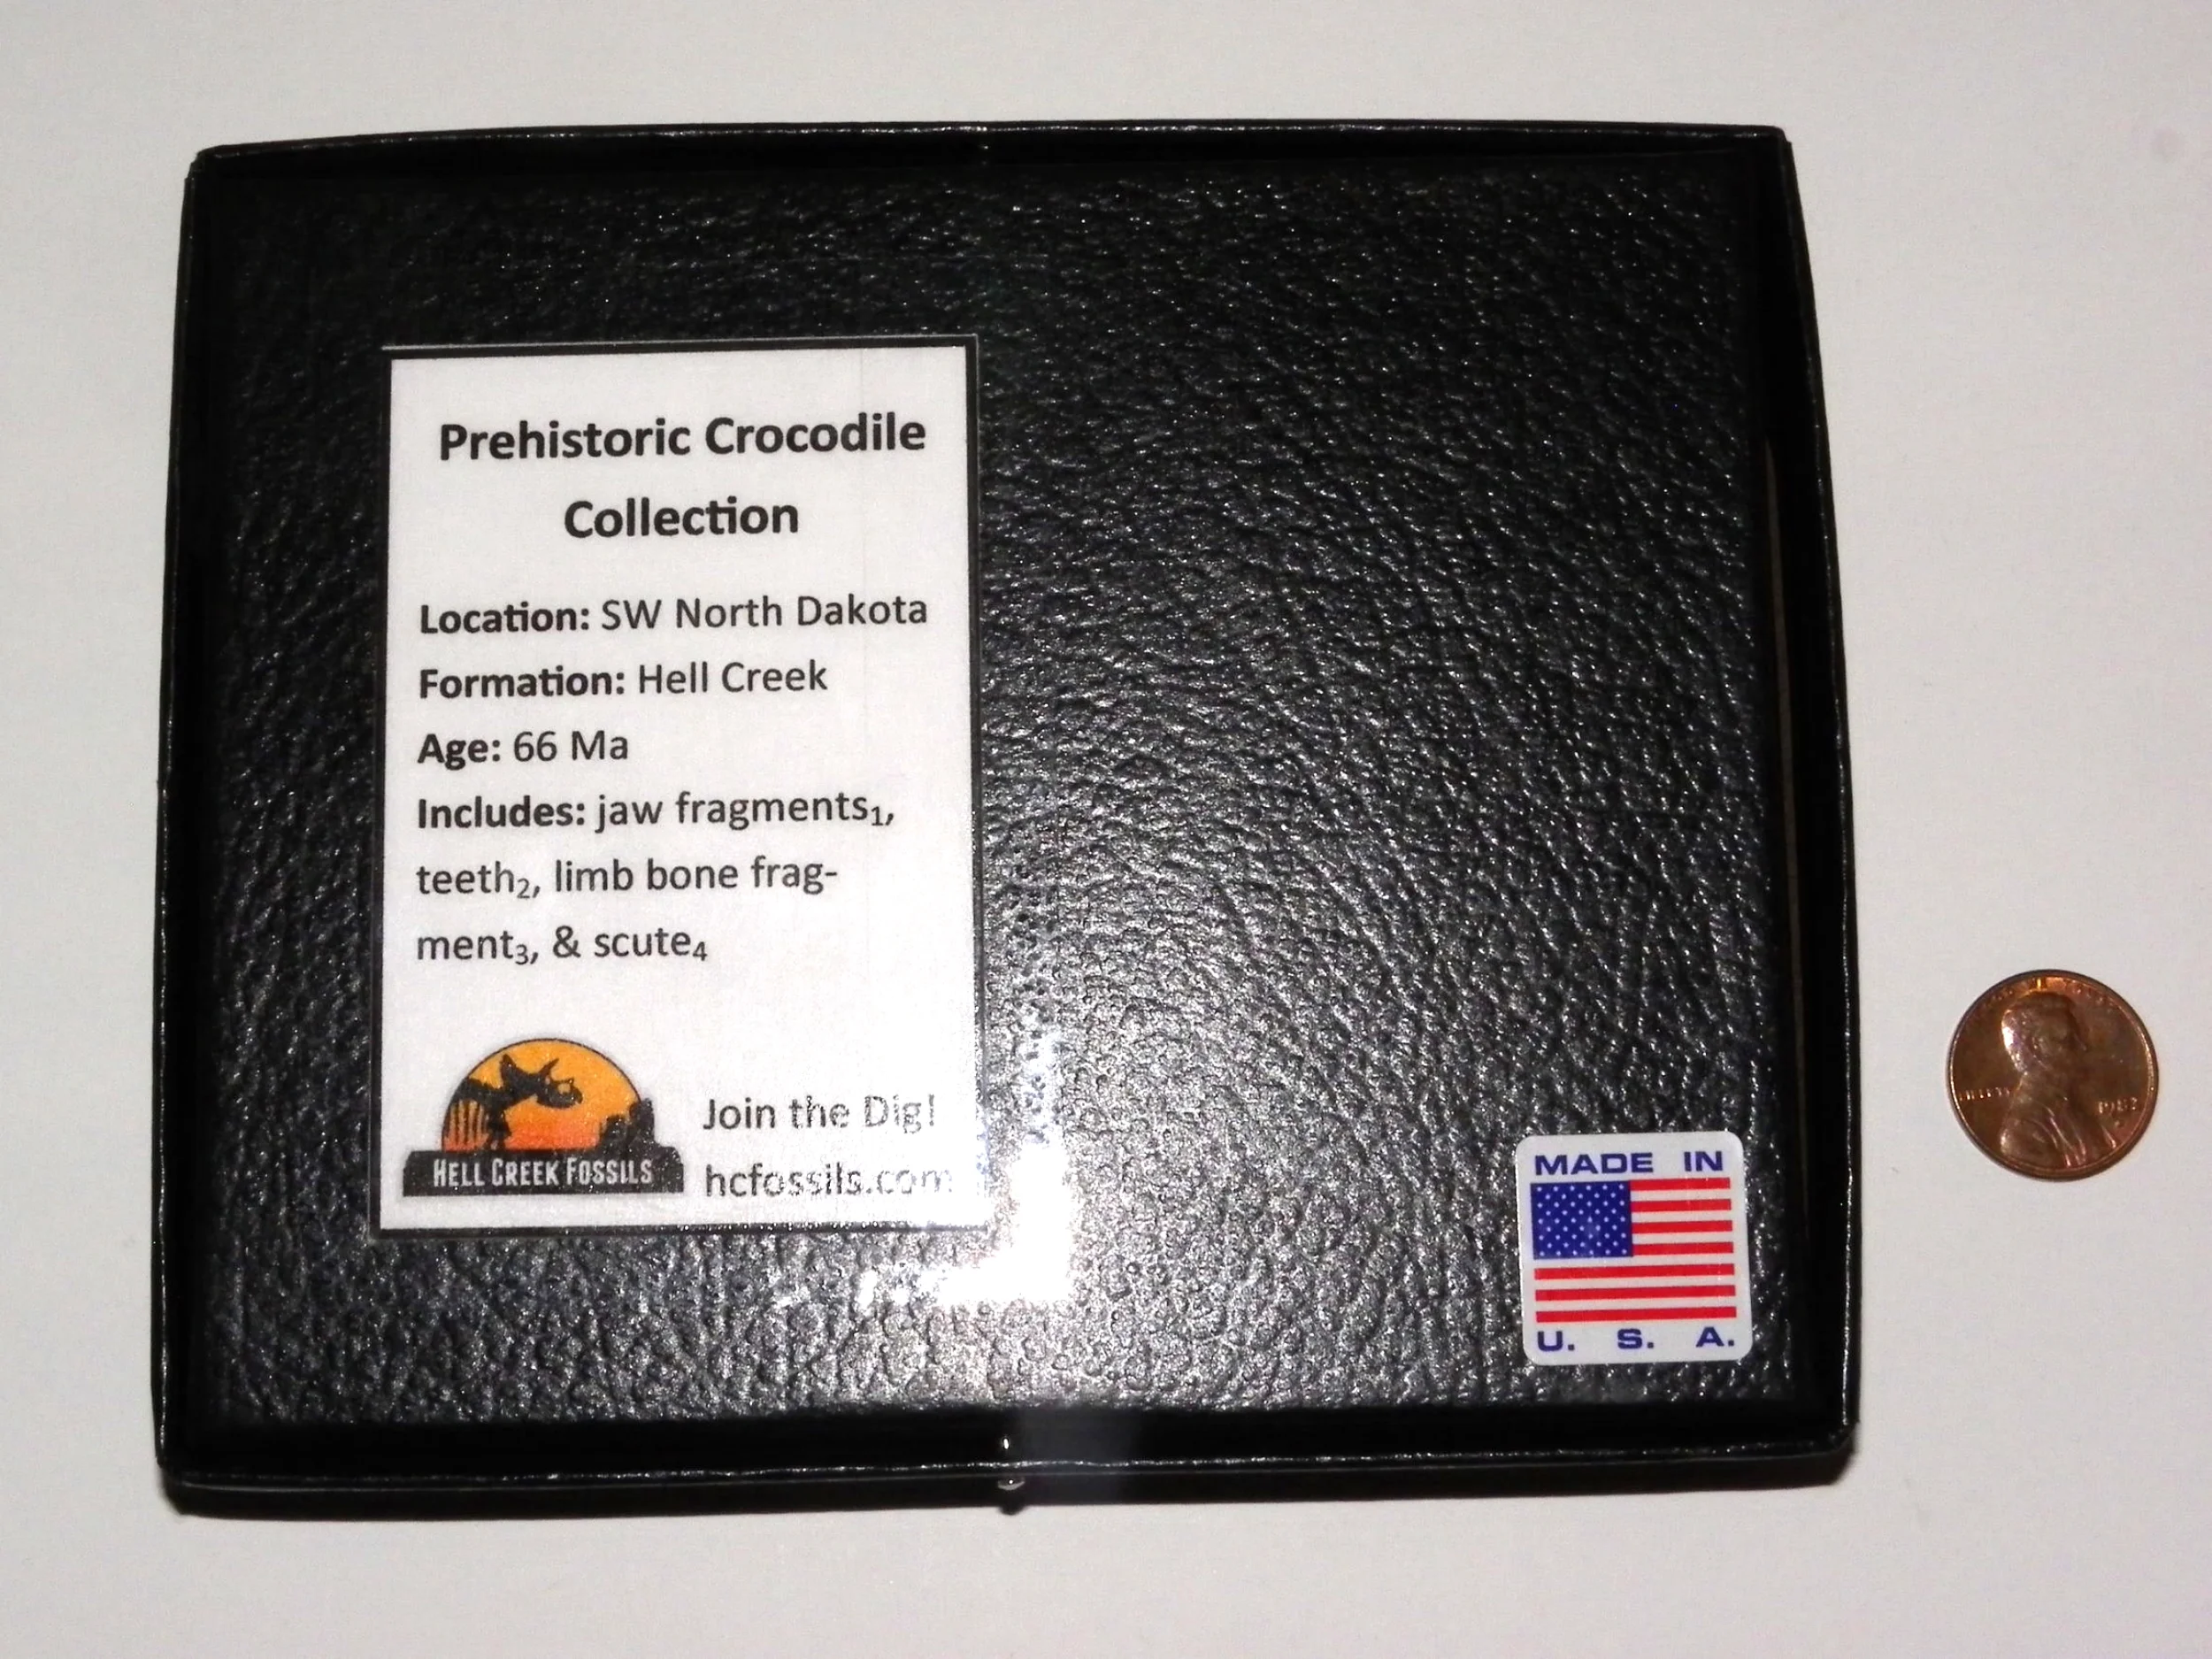 Prehistoric Crocodile
Collection
Location: SW North Dakota
Formation: Hell Creek
Age: 66 Ma
Includes: jaw fragments₁,
teeth₂, limb bone frag-
ment₃, & scute₄
HELL CREEK FOSSILS
Join the Dig!
hcfossils.com
MADE IN
U. S. A.